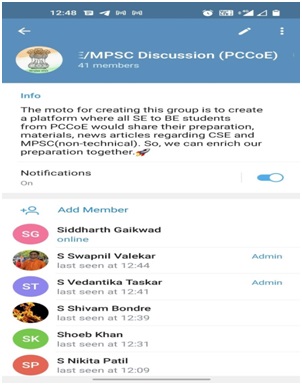 12:48
E/MPSC Discussion (PCCoE)
41 members
Info
The moto for creating this group is to create
a platform where all SE to BE students
from PCCoE would share their preparation,
materials, news articles regarding CSE and
MPSC(non-technical). So, we can enrich our
preparation together.🚀
Notifications
On
Add Member
SG Siddharth Gaikwad
online
S Swapnil Valekar Admin
last seen at 12:44
ST S Vedantika Taskar Admin
last seen at 12:41
S Shivam Bondre
last seen at 12:39
SK Shoeb Khan
last seen at 12:31
SP S Nikita Patil
last seen at 12:09